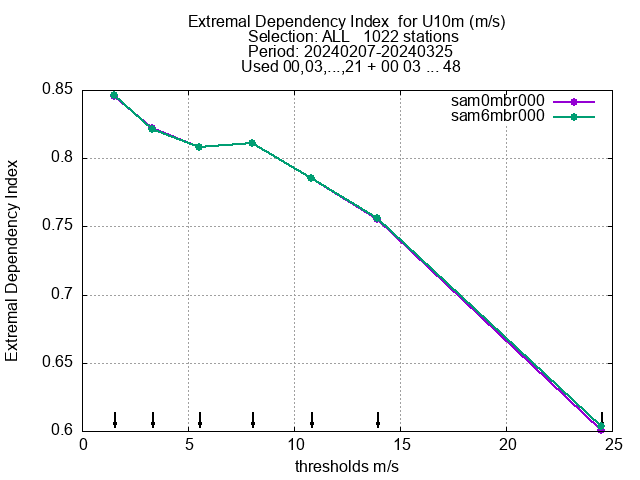 Extremal Dependency Index  for U10m (m/s)
Selection: ALL   1022 stations
Period: 20240207-20240325
Used 00,03,...,21 + 00 03 ... 48
sam0mbr000
sam6mbr000
Extremal Dependency Index
0.85
0.8
0.75
0.7
0.65
0.6
0 5 10 15 20 25
thresholds m/s